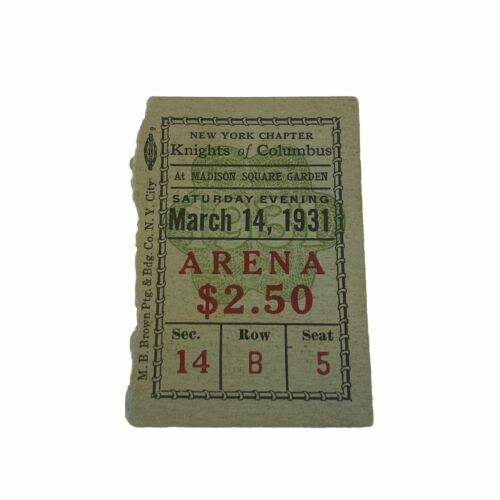 NEW YORK CHAPTER
Knights of Columbus
At MADISON SQUARE GARDEN
SATURDAY EVENING
March 14, 1931
ARENA
$2.50
Sec. Row Seat
14 B 5
M. B. Brown Ptg. & Bdg. Co. N. Y. City